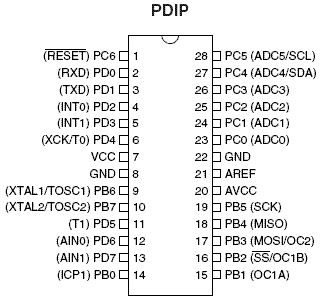 PDIP
(RESET) PC6 1 28 PC5 (ADC5/SCL)
(RXD) PD0 2 27 PC4 (ADC4/SDA)
(TXD) PD1 3 26 PC3 (ADC3)
(INT0) PD2 4 25 PC2 (ADC2)
(INT1) PD3 5 24 PC1 (ADC1)
(XCK/T0) PD4 6 23 PC0 (ADC0)
VCC 7 22 GND
GND 8 21 AREF
(XTAL1/TOSC1) PB6 9 20 AVCC
(XTAL2/TOSC2) PB7 10 19 PB5 (SCK)
(T1) PD5 11 18 PB4 (MISO)
(AIN0) PD6 12 17 PB3 (MOSI/OC2)
(AIN1) PD7 13 16 PB2 (SS/OC1B)
(ICP1) PB0 14 15 PB1 (OC1A)